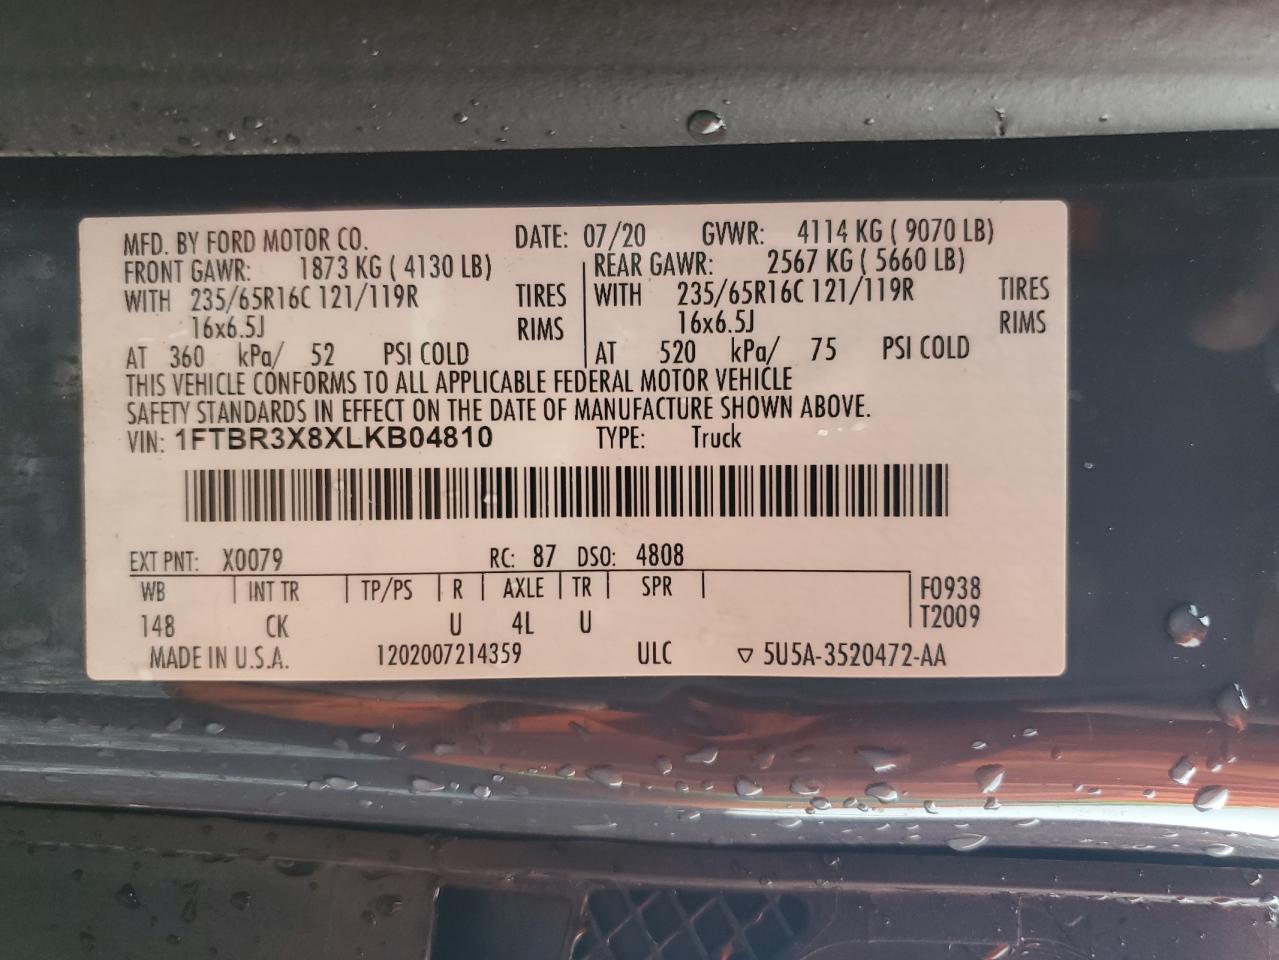 MFD. BY FORD MOTOR CO. DATE: 07/20 GVWR: 4114 KG ( 9070 LB)
FRONT GAWR: 1873 KG ( 4130 LB) REAR GAWR: 2567 KG ( 5660 LB)
WITH 235/65R16C 121/119R TIRES WITH 235/65R16C 121/119R TIRES
16x6.5J RIMS 16x6.5J RIMS
AT 360 kPa/ 52 PSI COLD AT 520 kPa/ 75 PSI COLD
THIS VEHICLE CONFORMS TO ALL APPLICABLE FEDERAL MOTOR VEHICLE
SAFETY STANDARDS IN EFFECT ON THE DATE OF MANUFACTURE SHOWN ABOVE.
VIN: 1FTBR3X8XLKB04810 TYPE: Truck
EXT PNT: X0079 RC: 87 DSO: 4808
WB INT TR TP/PS R AXLE TR SPR F0938
148 CK U 4L U T2009
MADE IN U.S.A. 1202007214359 ULC ▽ 5U5A-3520472-AA